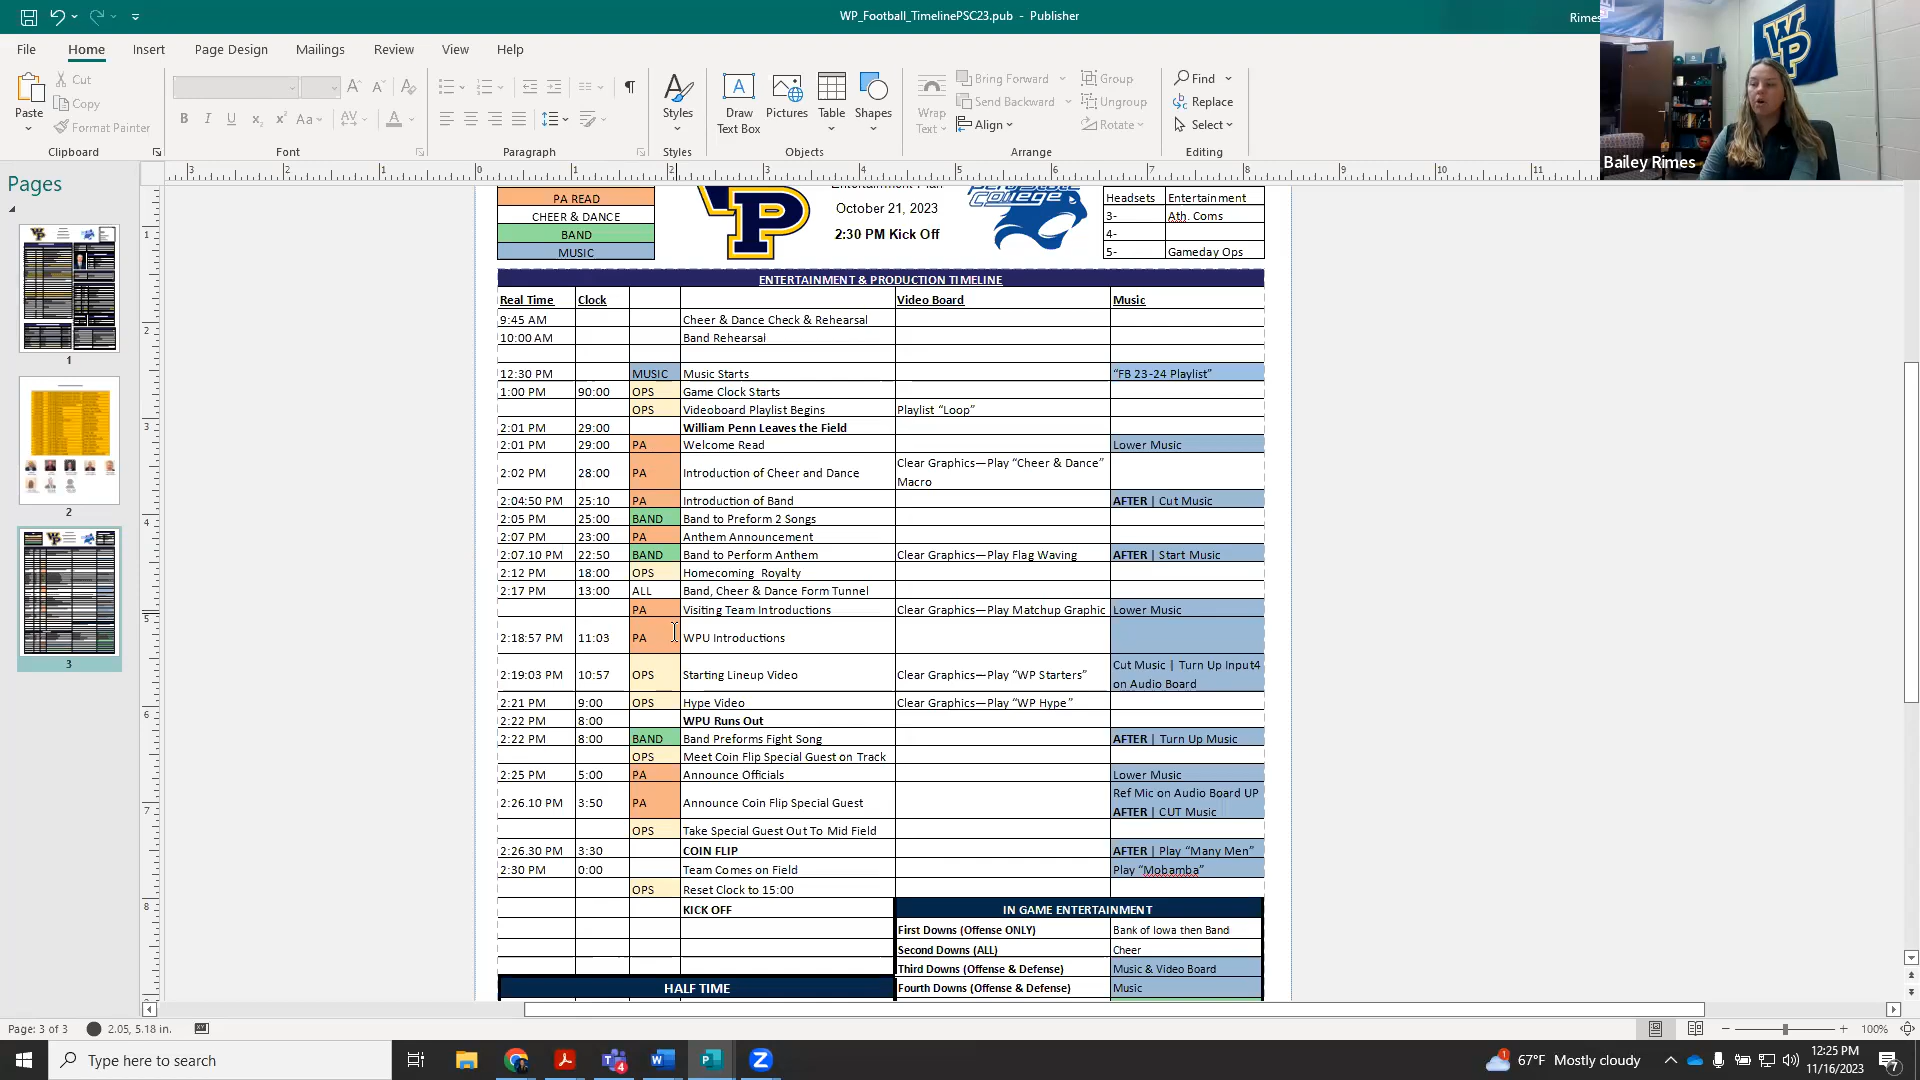 WP_Football_TimelinePSC23.pub - Publisher
Rimes
File Home Insert Page Design Mailings Review View Help
Paste
Cut
Copy
Format Painter
Clipboard
Font
Paragraph
Styles
Styles
Draw Text Box
Pictures
Table
Shapes
Objects
Wrap Text
Bring Forward
Send Backward
Align
Group
Ungroup
Rotate
Arrange
Find
Replace
Select
Editing
WP
Bailey Rimes
Pages
1
2
3
PA READ
CHEER & DANCE
BAND
MUSIC
WP
October 21, 2023
2:30 PM Kick Off
College
Headsets Entertainment
3- Ath. Coms
4-
5- Gameday Ops
ENTERTAINMENT & PRODUCTION TIMELINE
Real Time Clock Video Board Music
9:45 AM Cheer & Dance Check & Rehearsal
10:00 AM Band Rehearsal
12:30 PM MUSIC Music Starts “FB 23-24 Playlist”
1:00 PM 90:00 OPS Game Clock Starts
OPS Videoboard Playlist Begins Playlist “Loop”
2:01 PM 29:00 William Penn Leaves the Field
2:01 PM 29:00 PA Welcome Read Lower Music
2:02 PM 28:00 PA Introduction of Cheer and Dance Clear Graphics—Play “Cheer & Dance” Macro
2:04:50 PM 25:10 PA Introduction of Band AFTER | Cut Music
2:05 PM 25:00 BAND Band to Preform 2 Songs
2:07 PM 23:00 PA Anthem Announcement
2:07.10 PM 22:50 BAND Band to Perform Anthem Clear Graphics—Play Flag Waving AFTER | Start Music
2:12 PM 18:00 OPS Homecoming Royalty
2:17 PM 13:00 ALL Band, Cheer & Dance Form Tunnel
PA Visiting Team Introductions Clear Graphics—Play Matchup Graphic Lower Music
2:18:57 PM 11:03 PA WPU Introductions
2:19:03 PM 10:57 OPS Starting Lineup Video Clear Graphics—Play “WP Starters” Cut Music | Turn Up Input4 on Audio Board
2:21 PM 9:00 OPS Hype Video Clear Graphics—Play “WP Hype”
2:22 PM 8:00 WPU Runs Out
2:22 PM 8:00 BAND Band Preforms Fight Song AFTER | Turn Up Music
OPS Meet Coin Flip Special Guest on Track
2:25 PM 5:00 PA Announce Officials Lower Music
2:26.10 PM 3:50 PA Announce Coin Flip Special Guest Ref Mic on Audio Board UP AFTER | CUT Music
OPS Take Special Guest Out To Mid Field
2:26.30 PM 3:30 COIN FLIP AFTER | Play “Many Men”
2:30 PM 0:00 Team Comes on Field Play “Mobamba”
OPS Reset Clock to 15:00
KICK OFF IN GAME ENTERTAINMENT
First Downs (Offense ONLY) Bank of Iowa then Band
Second Downs (ALL) Cheer
Third Downs (Offense & Defense) Music & Video Board
HALF TIME Fourth Downs (Offense & Defense) Music
Page: 3 of 3 2.05, 5.18 in. 100%
Type here to search
67°F Mostly cloudy
12:25 PM
11/16/2023